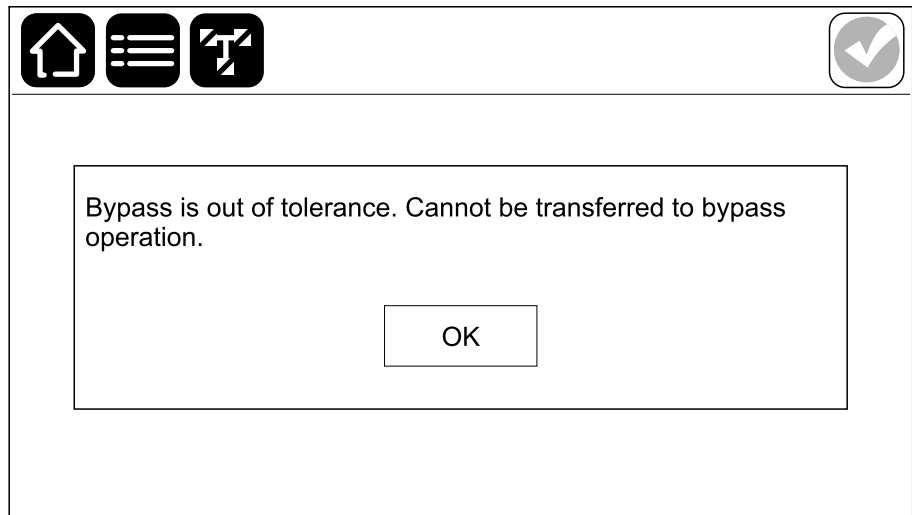 Bypass is out of tolerance. Cannot be transferred to bypass
operation.
OK